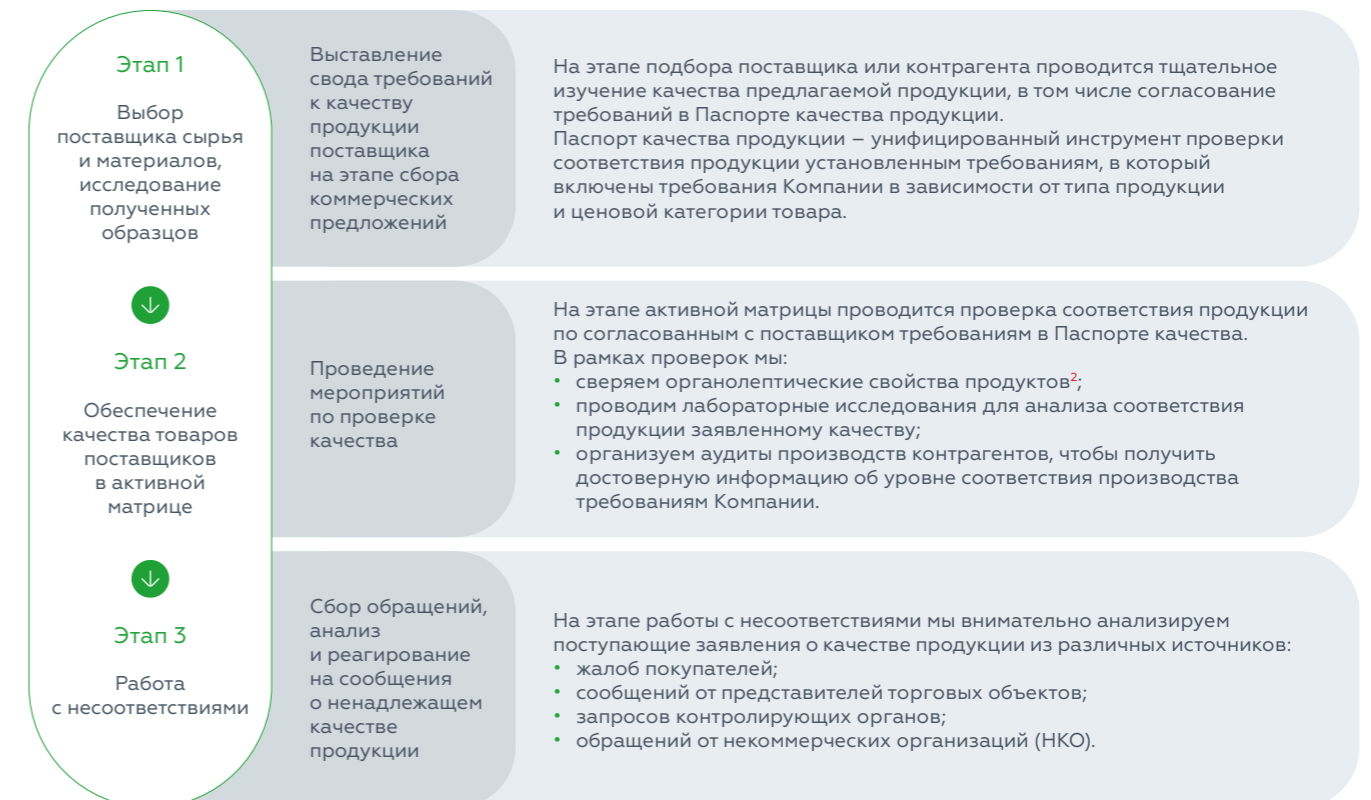 Этап 1
Выбор
поставщика сырья
и материалов,
исследование
полученных
образцов
Выставление
свода требований
к качеству
продукции
поставщика
на этапе сбора
коммерческих
предложений
На этапе подбора поставщика или контрагента проводится тщательное
изучение качества предлагаемой продукции, в том числе согласование
требований в Паспорте качества продукции.
Паспорт качества продукции – унифицированный инструмент проверки
соответствия продукции установленным требованиям, в который
включены требования Компании в зависимости от типа продукции
и ценовой категории товара.
Этап 2
Обеспечение
качества товаров
поставщиков
в активной
матрице
Проведение
мероприятий
по проверке
качества
На этапе активной матрицы проводится проверка соответствия продукции
по согласованным с поставщиком требованиям в Паспорте качества.
В рамках проверок мы:
• сверяем органолептические свойства продуктов²;
• проводим лабораторные исследования для анализа соответствия
продукции заявленному качеству;
• организуем аудиты производств контрагентов, чтобы получить
достоверную информацию об уровне соответствия производства
требованиям Компании.
Этап 3
Работа
с несоответствиями
Сбор обращений,
анализ
и реагирование
на сообщения
о ненадлежащем
качестве
продукции
На этапе работы с несоответствиями мы внимательно анализируем
поступающие заявления о качестве продукции из различных источников:
• жалоб покупателей;
• сообщений от представителей торговых объектов;
• запросов контролирующих органов;
• обращений от некоммерческих организаций (НКО).